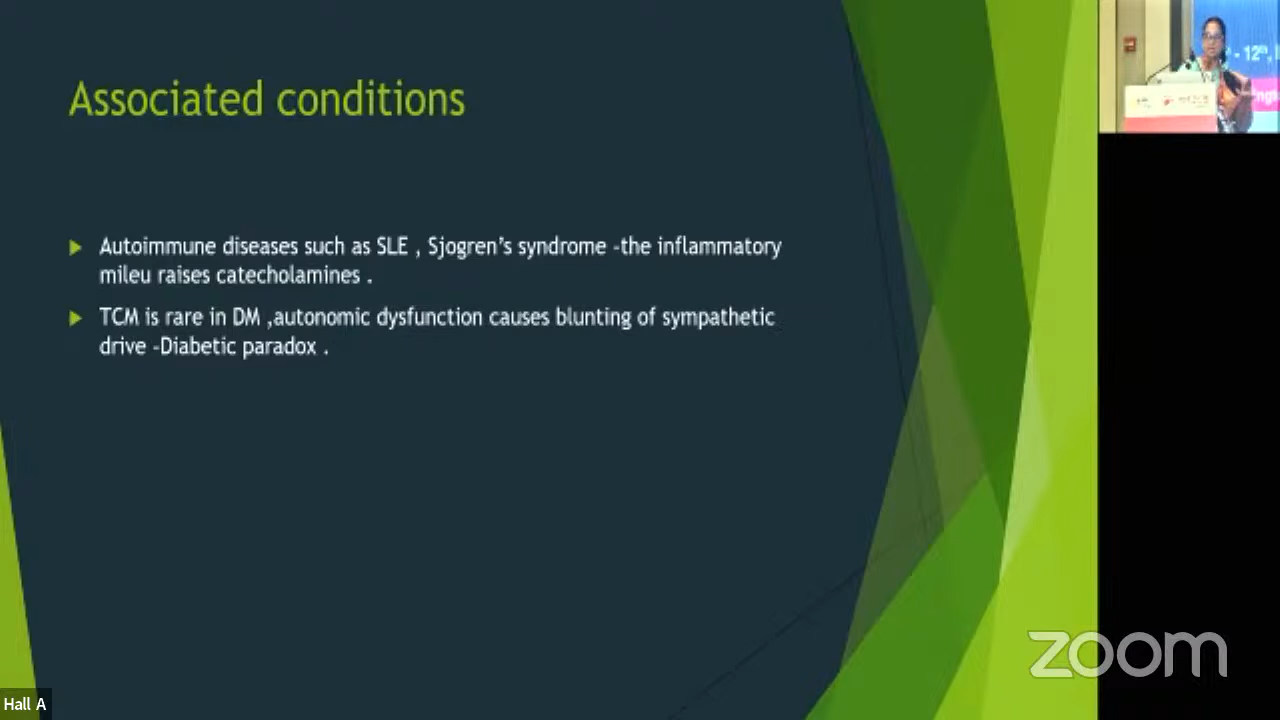 Associated conditions
Autoimmune diseases such as SLE , Sjogren's syndrome -the inflammatory
mileu raises catecholamines .
TCM is rare in DM ,autonomic dysfunction causes blunting of sympathetic
drive -Diabetic paradox .
- 12th,
zoom
Hall A